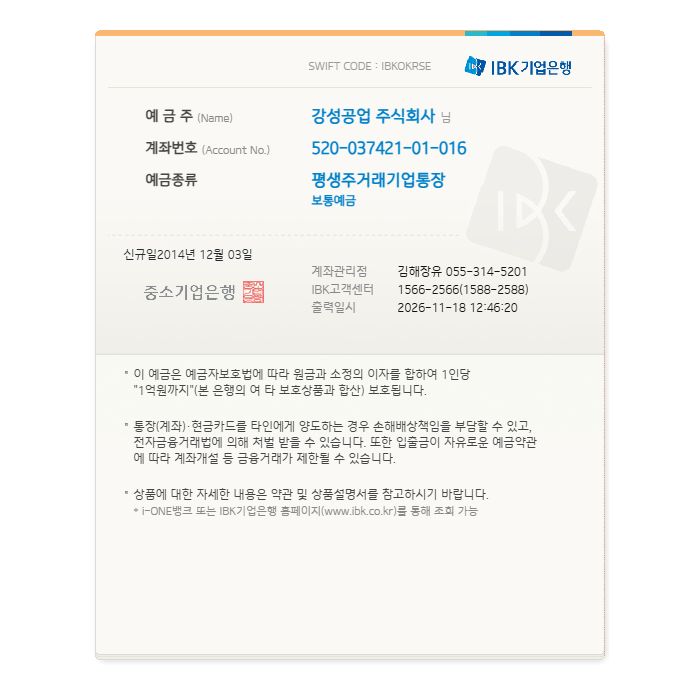 SWIFT CODE : IBKOKRSE
IBK기업은행
예 금 주 (Name) 강성공업 주식회사 님
계좌번호 (Account No.) 520-037421-01-016
예금종류 평생주거래기업통장
보통예금
IBK
신규일2014년 12월 03일
중소기업은행
계좌관리점 김해장유 055-314-5201
IBK고객센터 1566-2566(1588-2588)
출력일시 2026-11-18 12:46:20
이 예금은 예금자보호법에 따라 원금과 소정의 이자를 합하여 1인당
"1억원까지"(본 은행의 여 타 보호상품과 합산) 보호됩니다.
통장(계좌)·현금카드를 타인에게 양도하는 경우 손해배상책임을 부담할 수 있고,
전자금융거래법에 의해 처벌 받을 수 있습니다. 또한 입출금이 자유로운 예금약관
에 따라 계좌개설 등 금융거래가 제한될 수 있습니다.
상품에 대한 자세한 내용은 약관 및 상품설명서를 참고하시기 바랍니다.
* i-ONE뱅크 또는 IBK기업은행 홈페이지(www.ibk.co.kr)를 통해 조회 가능